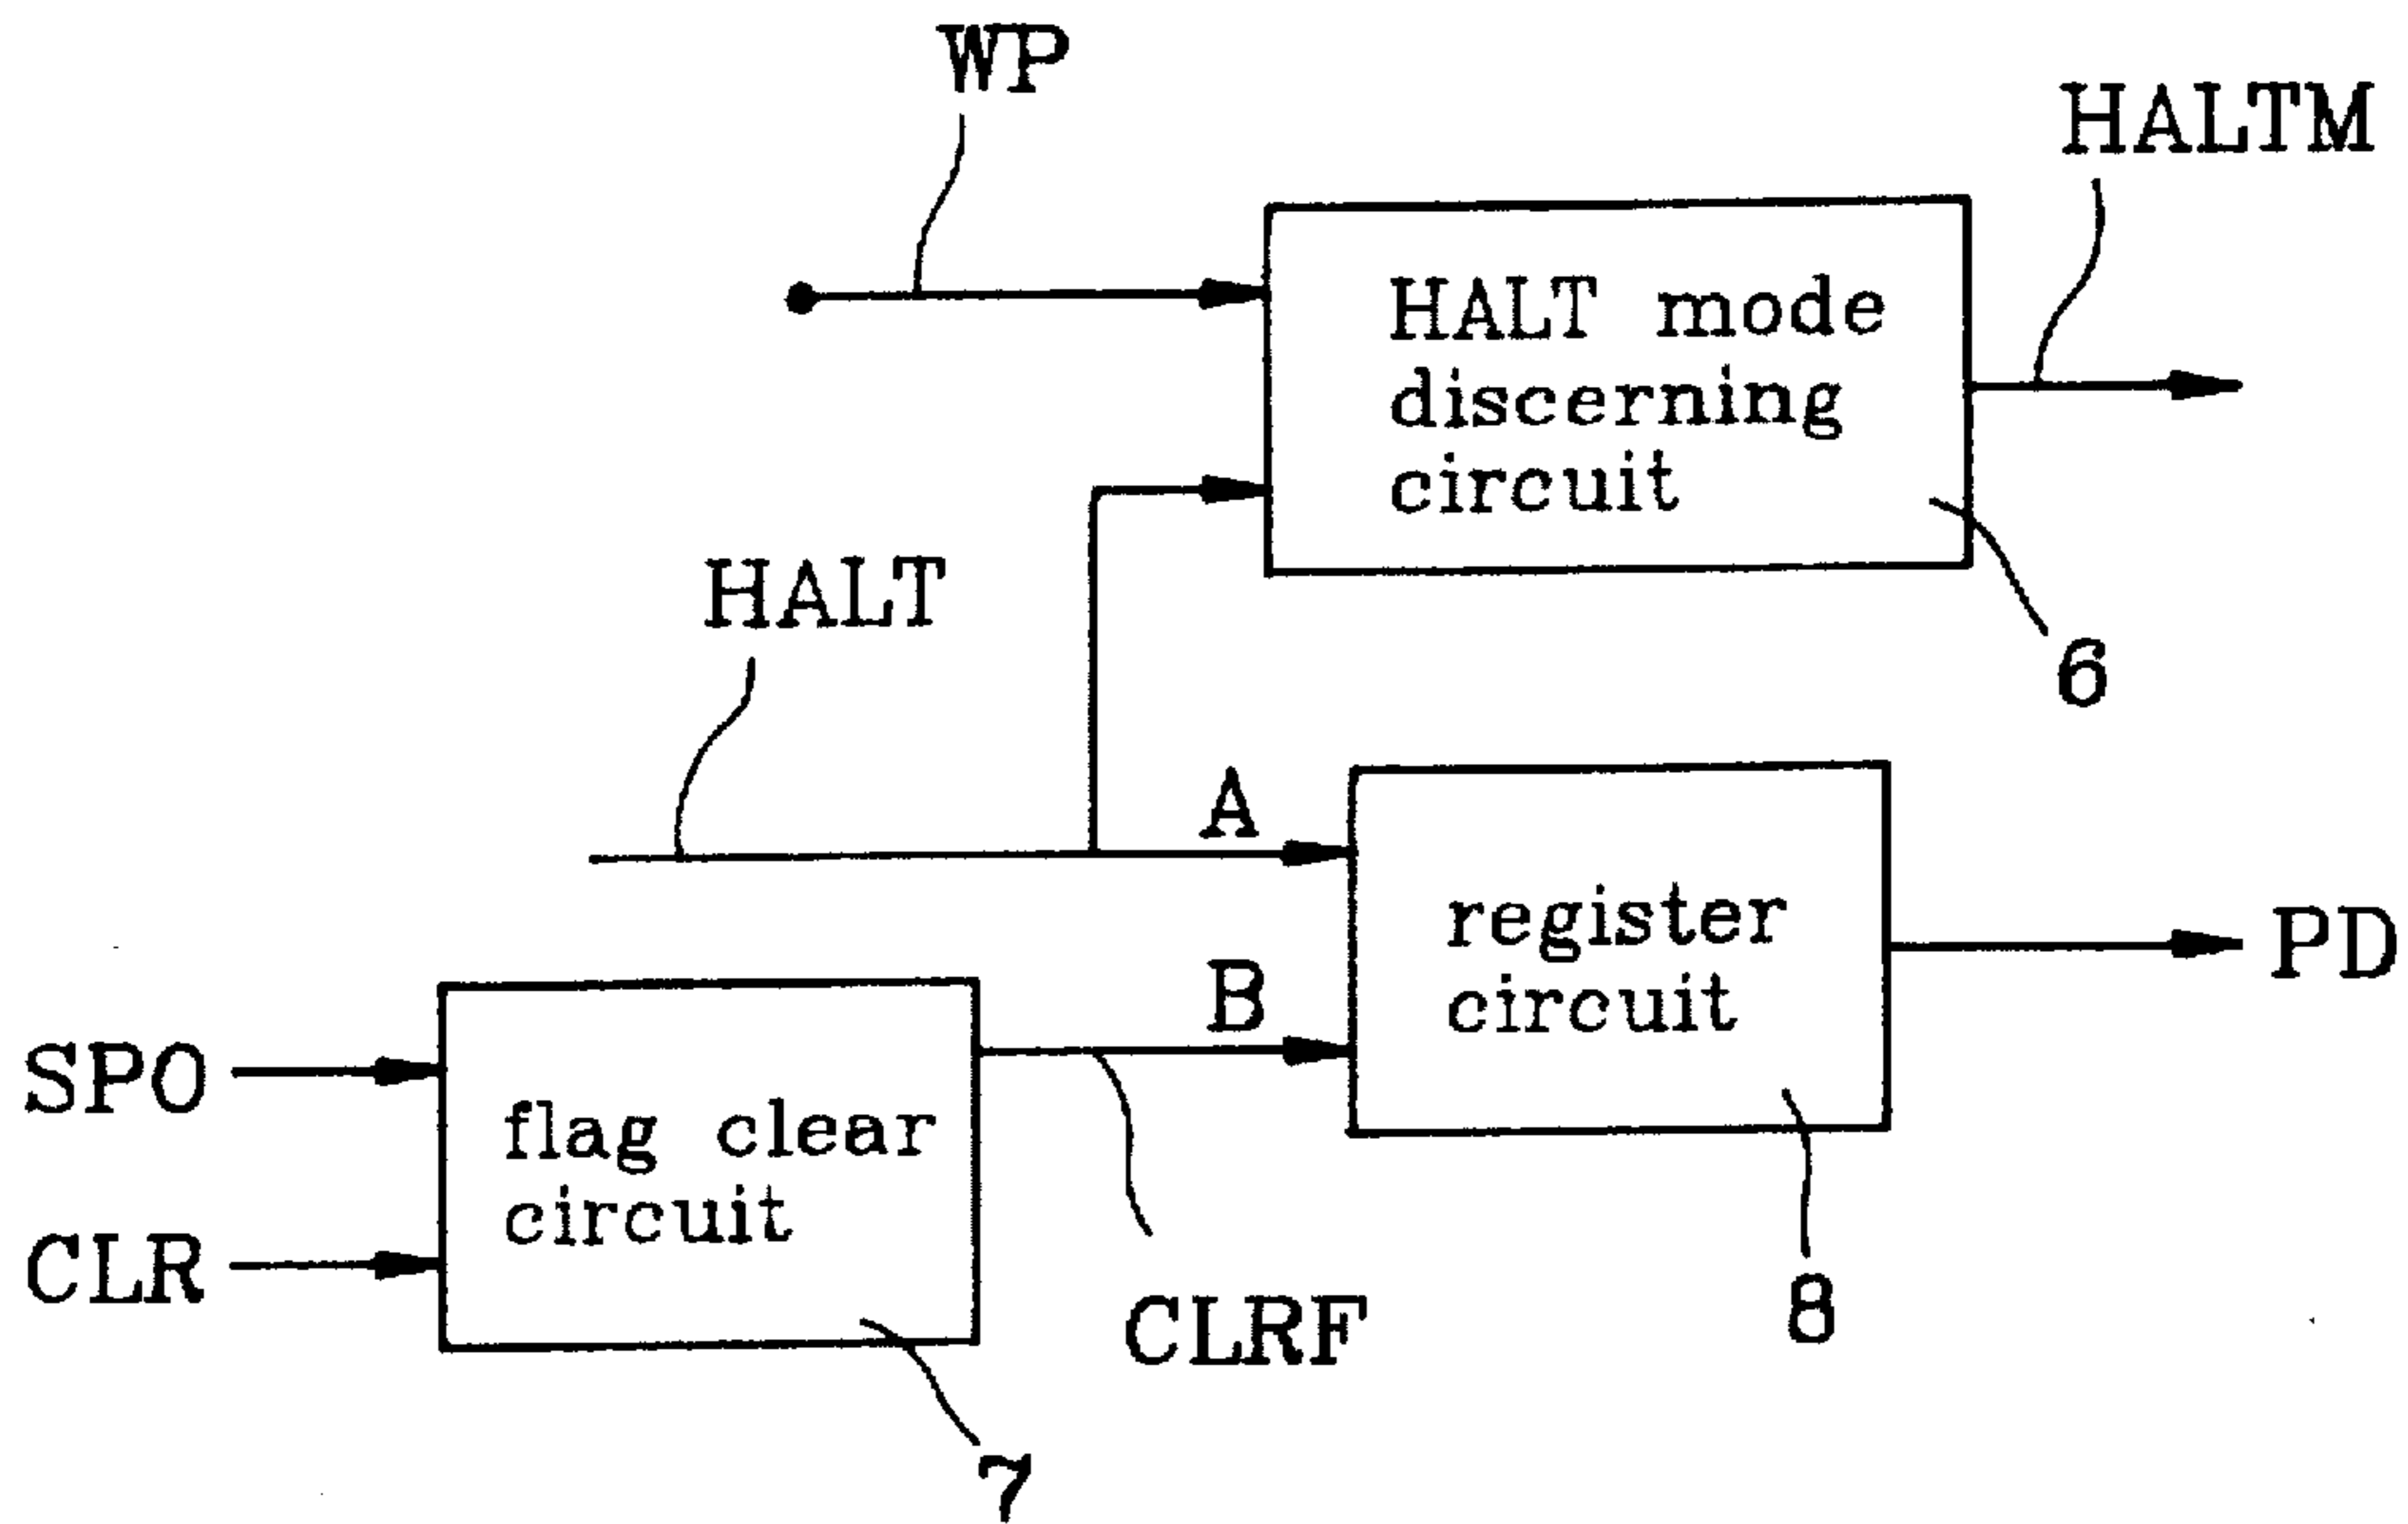 WP
HALTM
HALT mode
discerning
circuit
6
HALT
A
register
circuit
B
PD
8
SPO
CLR
flag clear
circuit
7
CLRF